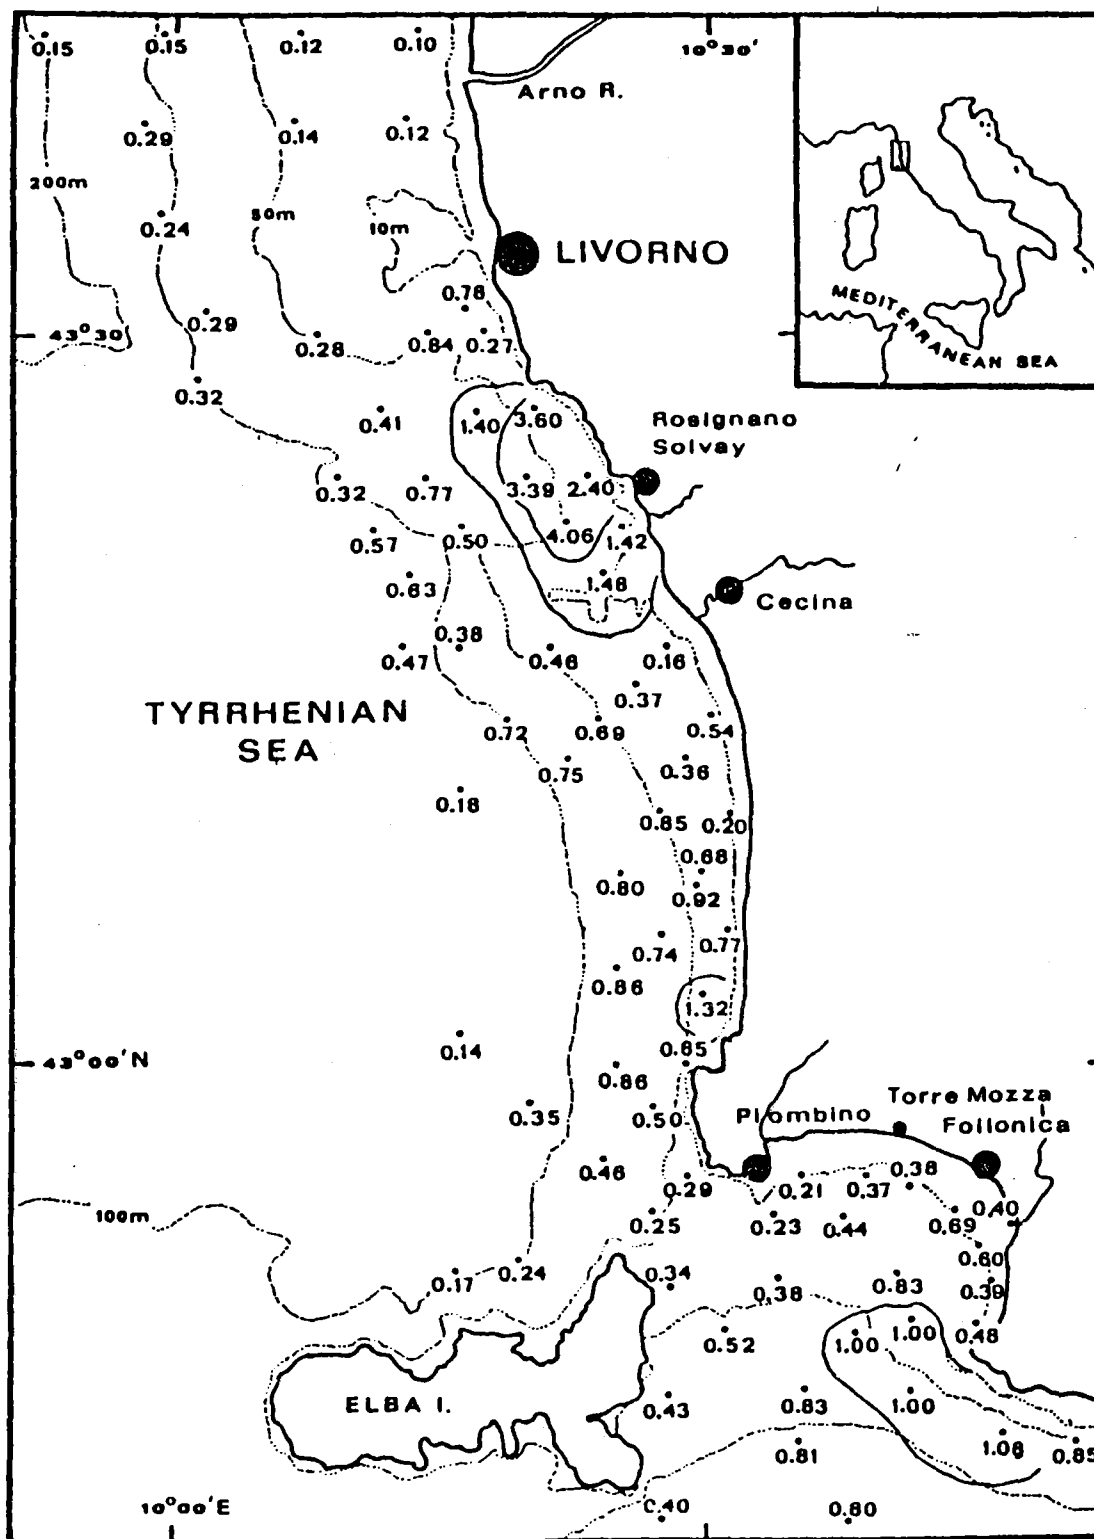 0.15 0.15 0.12 0.10 10°30'
Arno R.
0.29 0.14 0.12
200m
50m 10m
0.24
LIVORNO
0.78
MEDITERRANEAN SEA
0.29
43°30' 0.28 0.84 0.27
0.32
0.41 1.40 3.60 Rosignano
Solvay
0.32 0.77 3.39 2.40
0.57 0.50 4.06 1.42
0.63 1.48
Cecina
0.38
0.47 0.46 0.16
0.37
TYRRHENIAN
SEA
0.72 0.69 0.54
0.75 0.36
0.18
0.85 0.20
0.68
0.80 0.92
0.74 0.77
0.86
1.32
0.14 0.65
43°00'N
0.86
Torre Mozza
0.35 0.50 Piombino Follonica
0.46 0.29 0.21 0.37 0.38
100m 0.25 0.23 0.44 0.69 0.40
0.60
0.17 0.24 0.34 0.38 0.83 0.39
0.52 1.00 1.00 0.48
ELBA I. 0.43 0.83 1.00
0.81 1.08 0.85
10°00'E 0.40 0.80